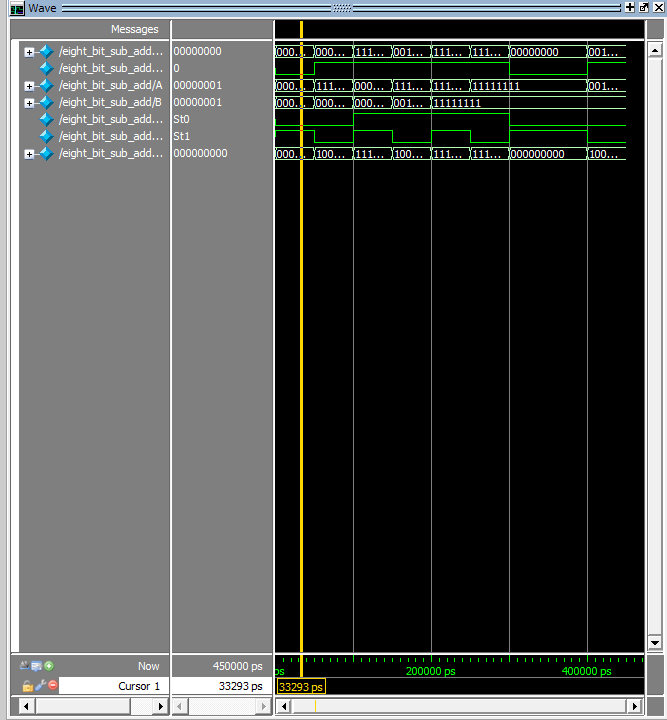 Wave
Messages
/eight_bit_sub_add... 00000000 000... 000... 111... 001... 111... 111... 00000000 001...
/eight_bit_sub_add... 0
/eight_bit_sub_add/A 00000001 000... 111... 000... 111... 111... 11111111 001...
/eight_bit_sub_add/B 00000001 000... 000... 000... 001... 11111111
/eight_bit_sub_add... St0
/eight_bit_sub_add... St1
/eight_bit_sub_add... 000000000 000... 100... 111... 100... 111... 111... 000000000 100...
Now 450000 ps ps 200000 ps 400000 ps
Cursor 1 33293 ps 33293 ps